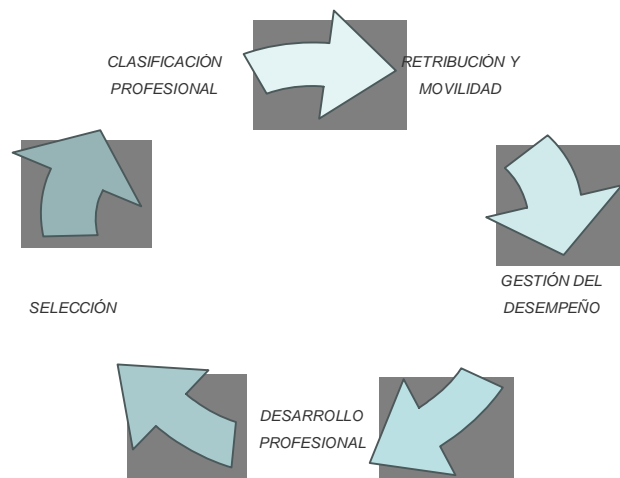 CLASIFICACIÓN
PROFESIONAL
RETRIBUCIÓN Y
MOVILIDAD
GESTIÓN DEL
DESEMPEÑO
DESARROLLO
PROFESIONAL
SELECCIÓN